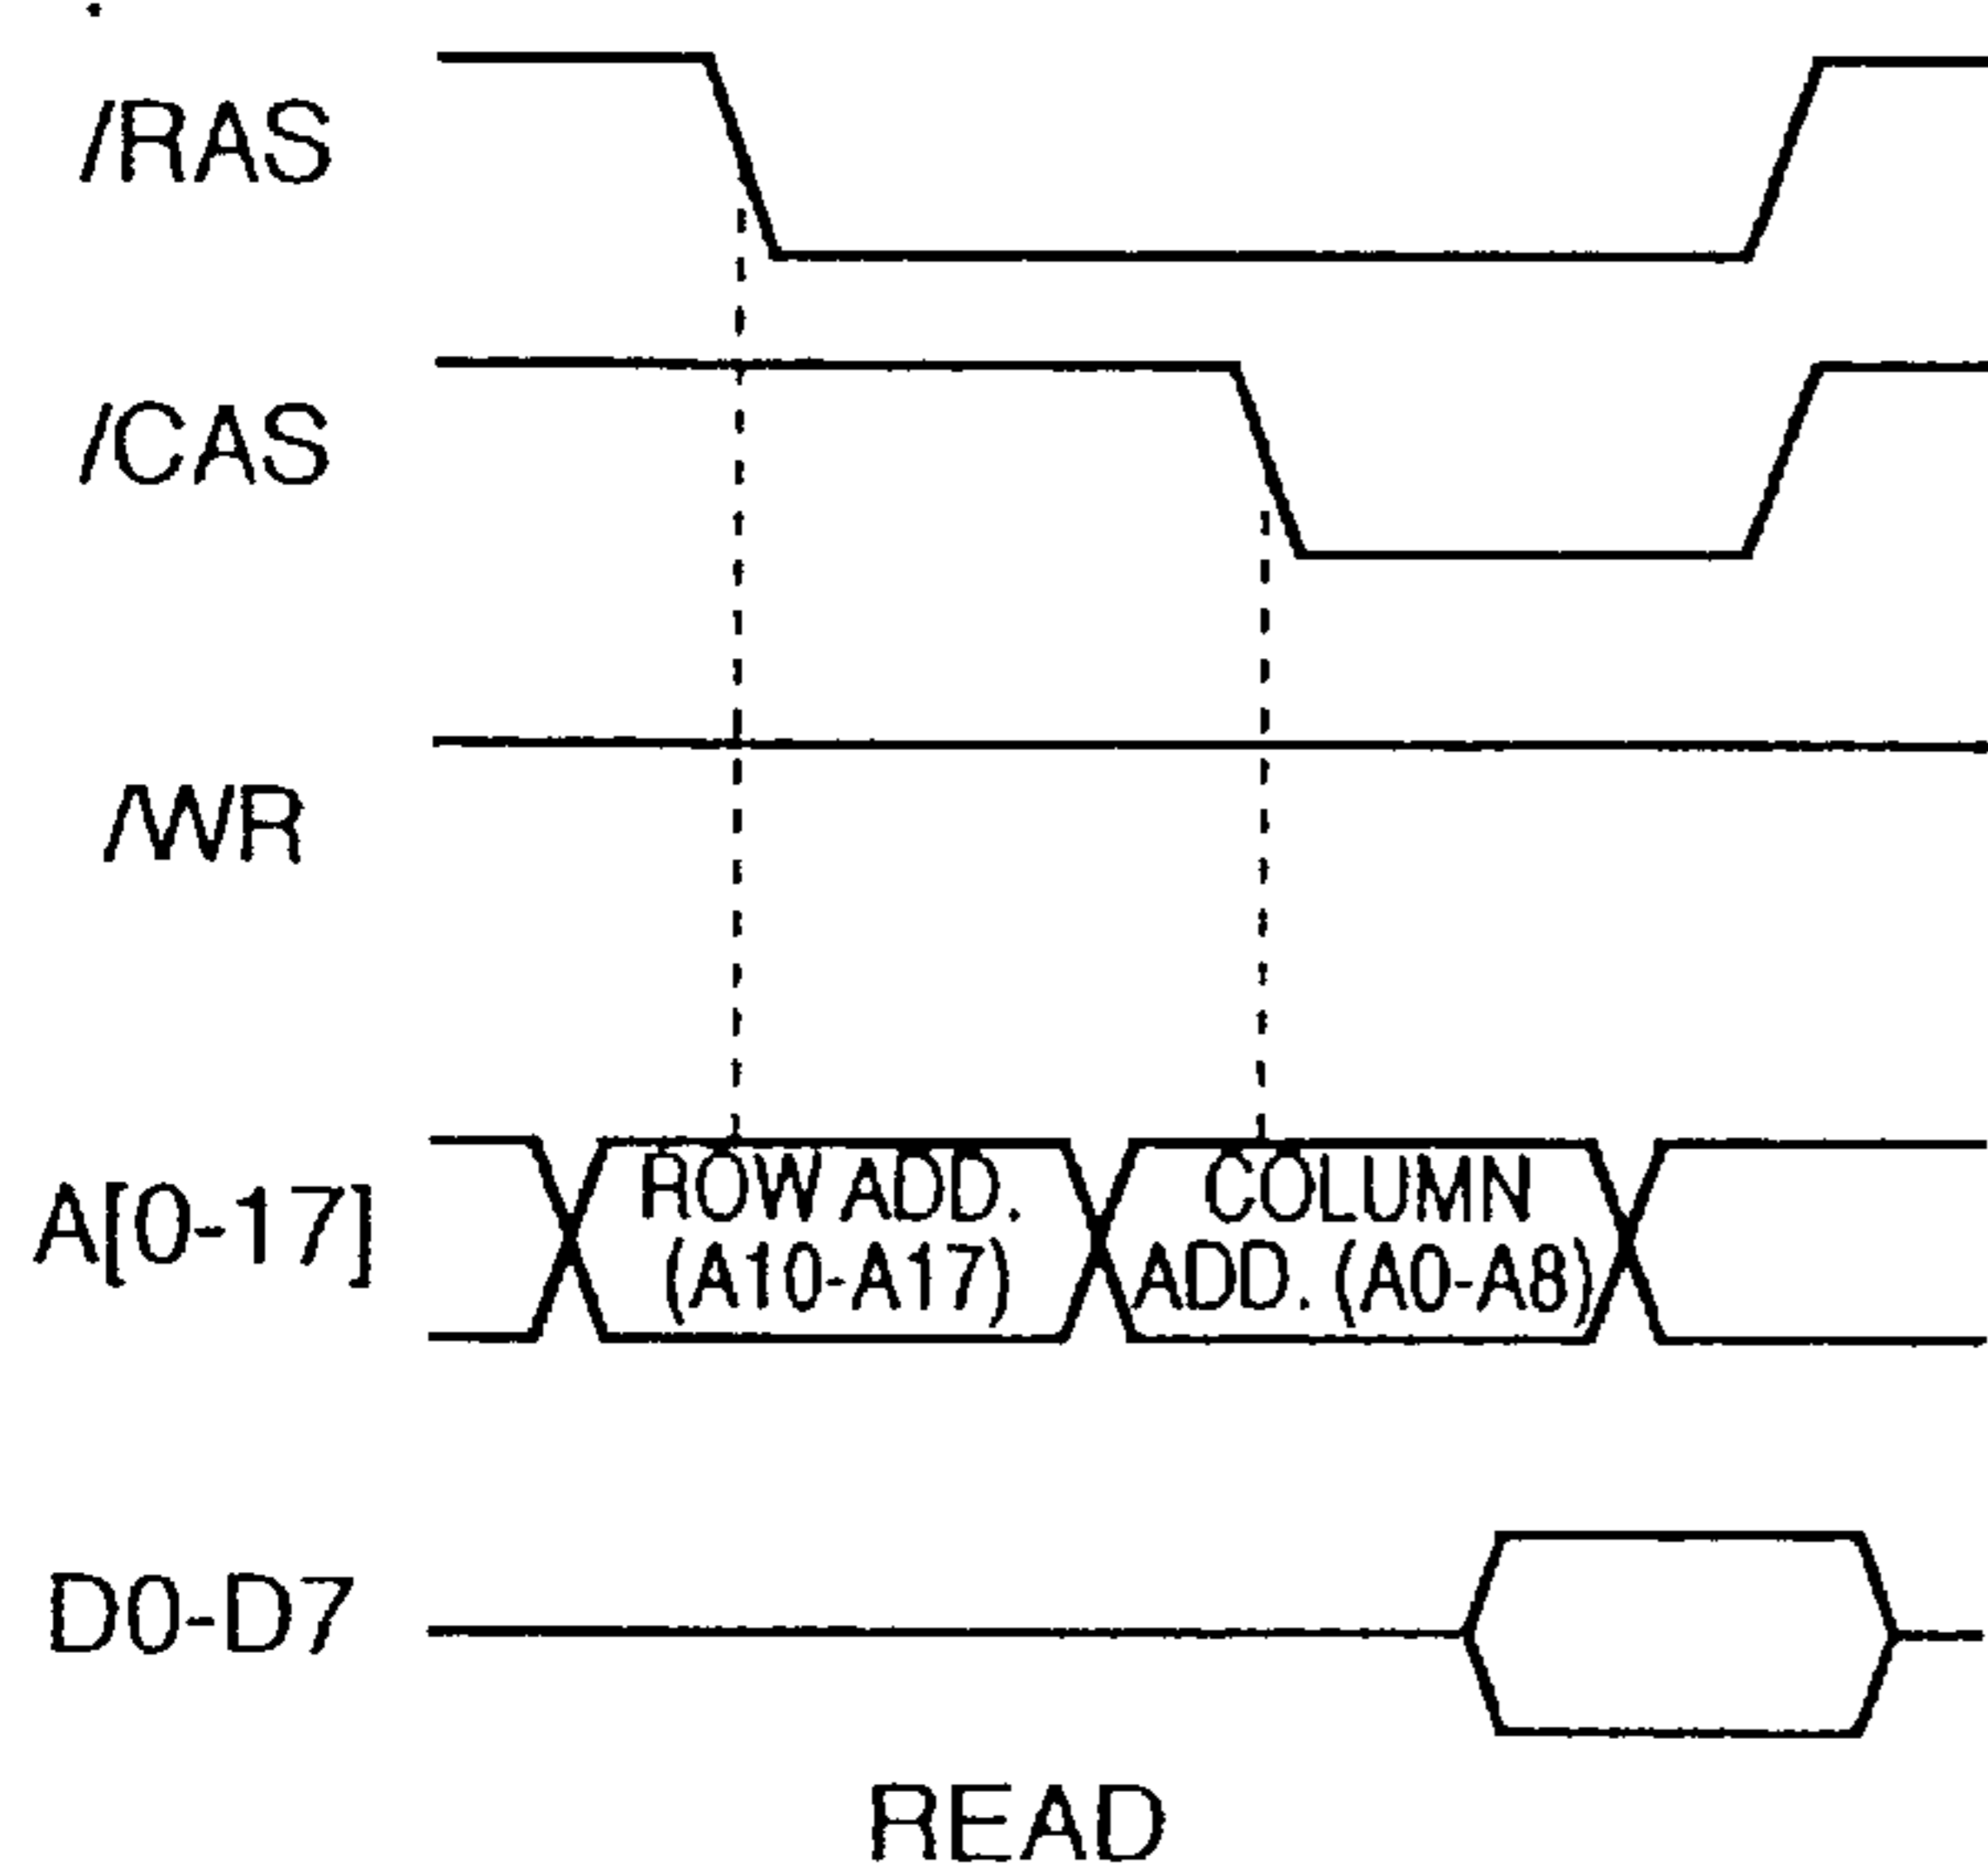 /RAS
/CAS
/WR
A[0-17]
ROW ADD.
(A10-A17)
COLUMN
ADD. (A0-A8)
D0-D7
READ